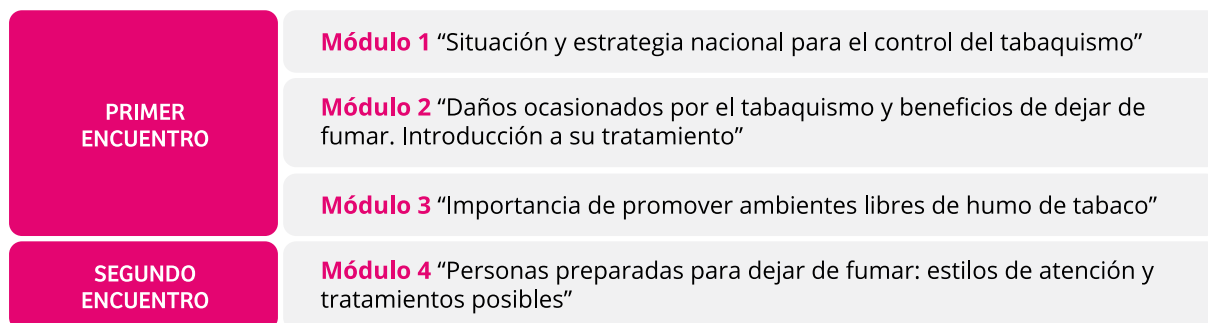 PRIMER
ENCUENTRO
Módulo 1 “Situación y estrategia nacional para el control del tabaquismo”
Módulo 2 “Daños ocasionados por el tabaquismo y beneficios de dejar de
fumar. Introducción a su tratamiento”
Módulo 3 “Importancia de promover ambientes libres de humo de tabaco”
SEGUNDO
ENCUENTRO
Módulo 4 “Personas preparadas para dejar de fumar: estilos de atención y
tratamientos posibles”